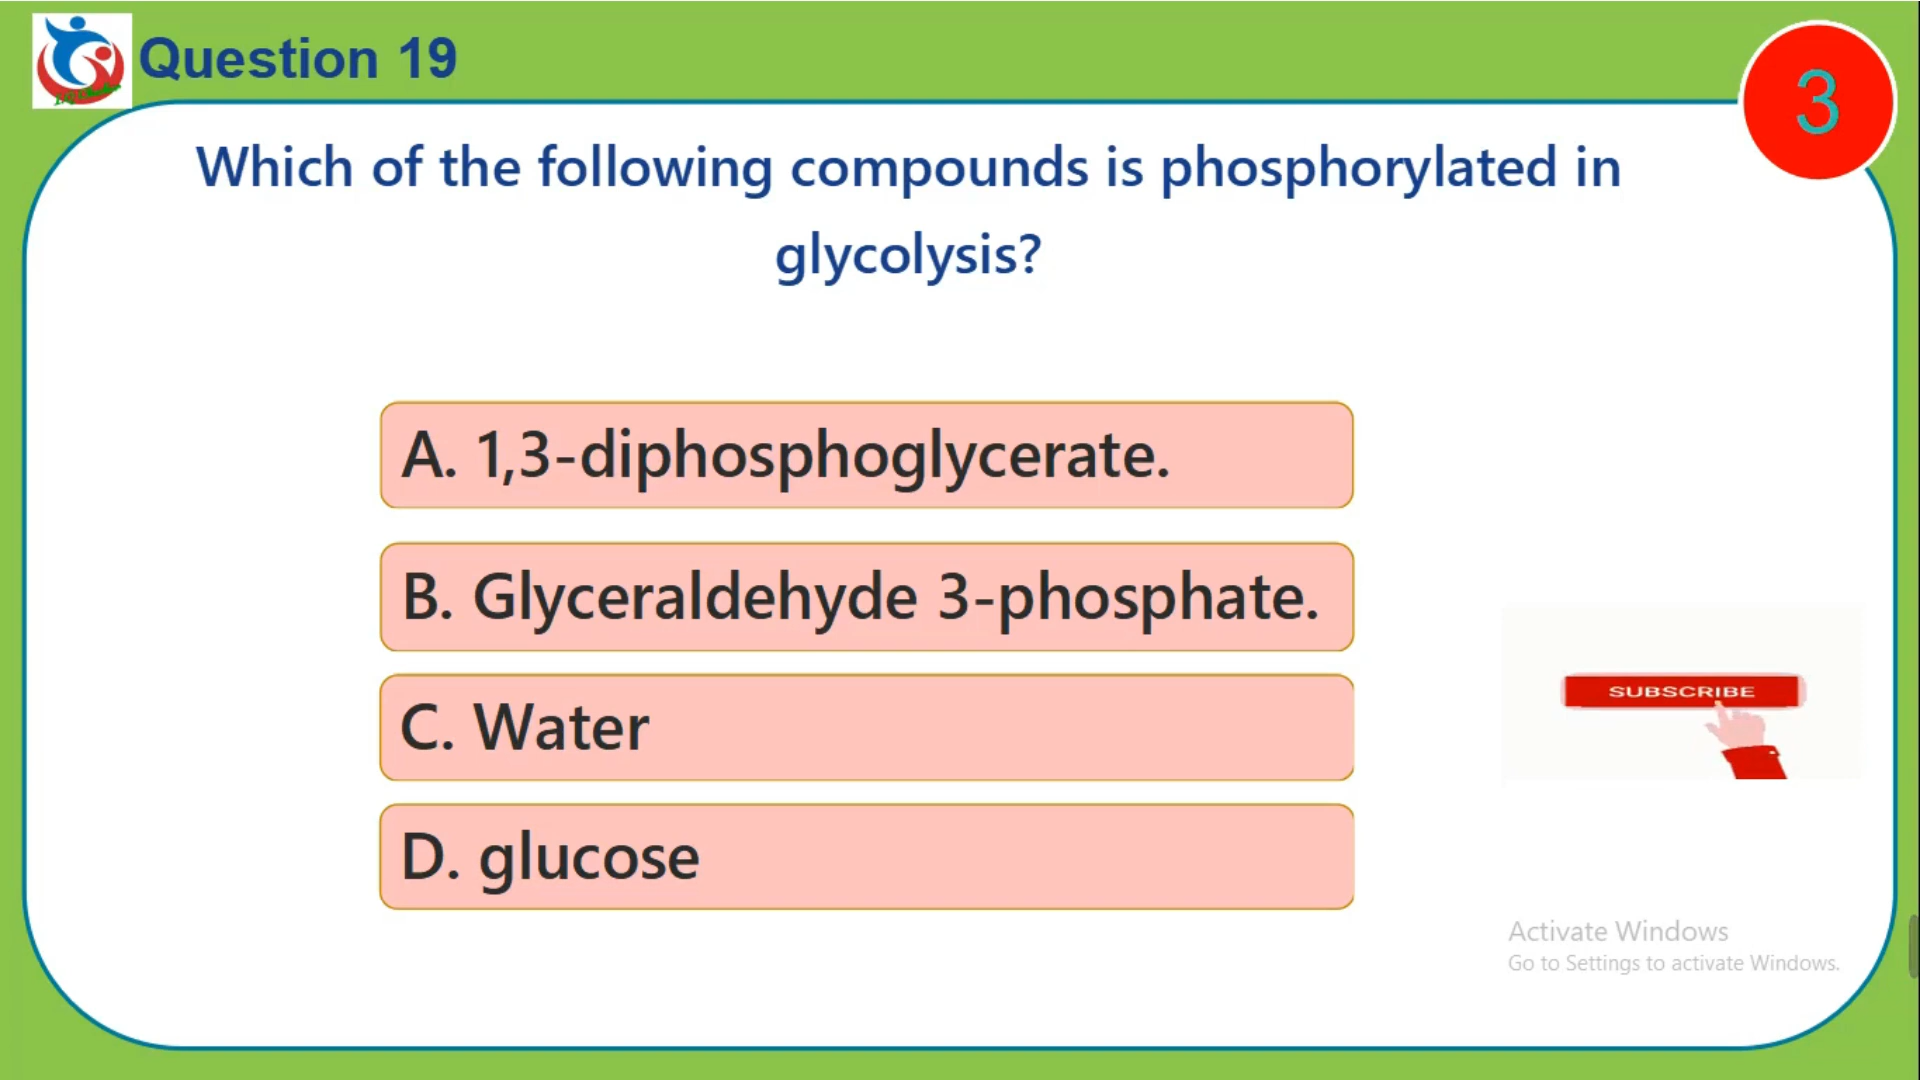 Question 19
3
Which of the following compounds is phosphorylated in
glycolysis?
A. 1,3-diphosphoglycerate.
B. Glyceraldehyde 3-phosphate.
C. Water
D. glucose
SUBSCRIBE
Activate Windows
Go to Settings to activate Windows.